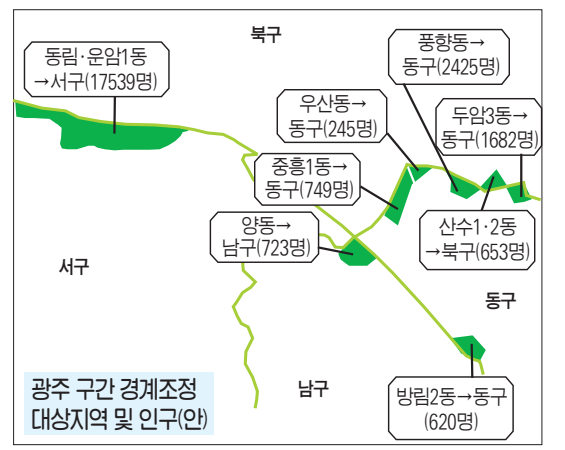 북구
동림·운암1동
→서구(17539명)
풍향동→
동구(2425명)
우산동→
동구(245명)
두암3동→
동구(1682명)
중흥1동→
동구(749명)
양동→
남구(723명)
산수1·2동
→북구(653명)
서구
동구
남구
방림2동→동구
(620명)
광주 구간 경계조정
대상지역 및 인구(안)